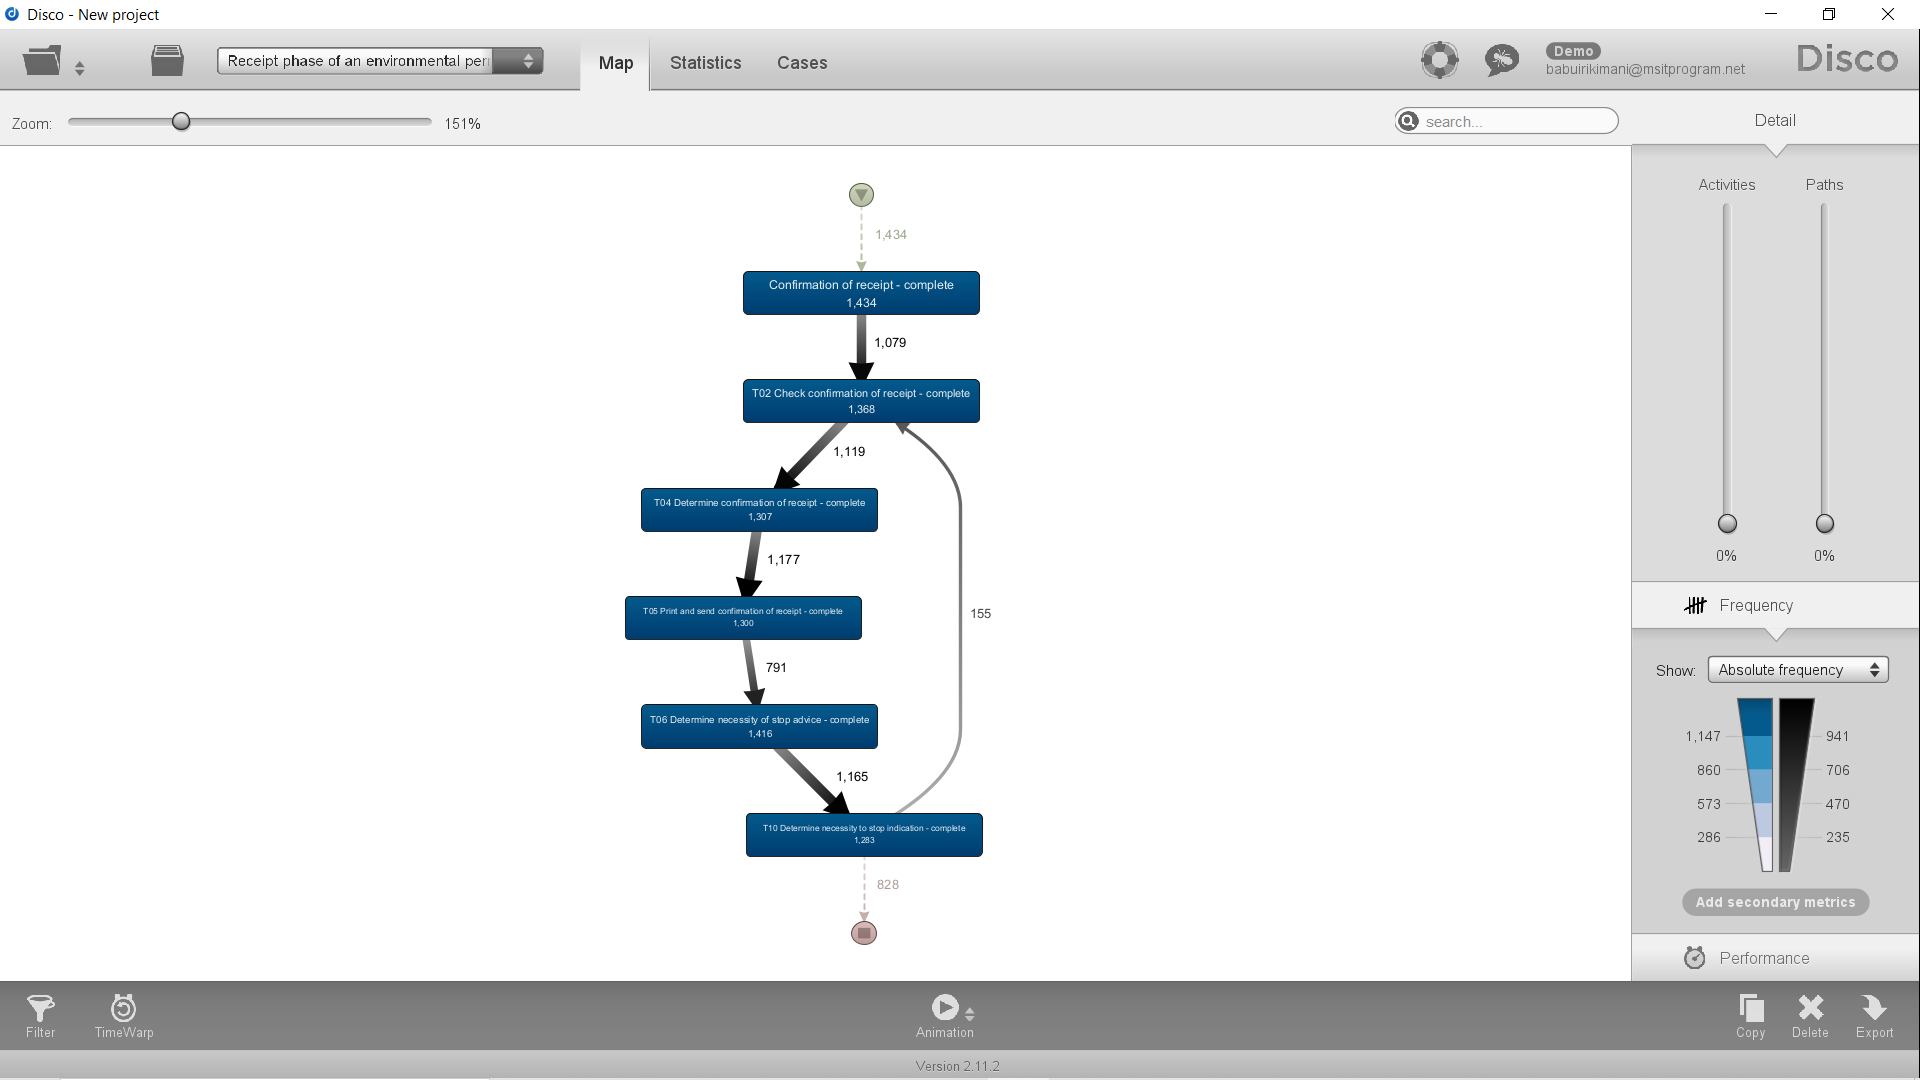 Disco - New project
Receipt phase of an environmental per
Map
Statistics
Cases
Demo
babuirikimani@msitprogram.net
Disco
Zoom:
151%
search...
Detail
Activities
Paths
0%
0%
Frequency
Show:
Absolute frequency
1,147
941
860
706
573
470
286
235
Add secondary metrics
Performance
1,434
Confirmation of receipt - complete
1,434
1,079
T02 Check confirmation of receipt - complete
1,368
1,119
T04 Determine confirmation of receipt - complete
1,307
1,177
T05 Print and send confirmation of receipt - complete
1,300
155
791
T06 Determine necessity of stop advice - complete
1,416
1,165
T10 Determine necessity to stop indication - complete
1,283
828
Filter
TimeWarp
Animation
Copy
Delete
Export
Version 2.11.2